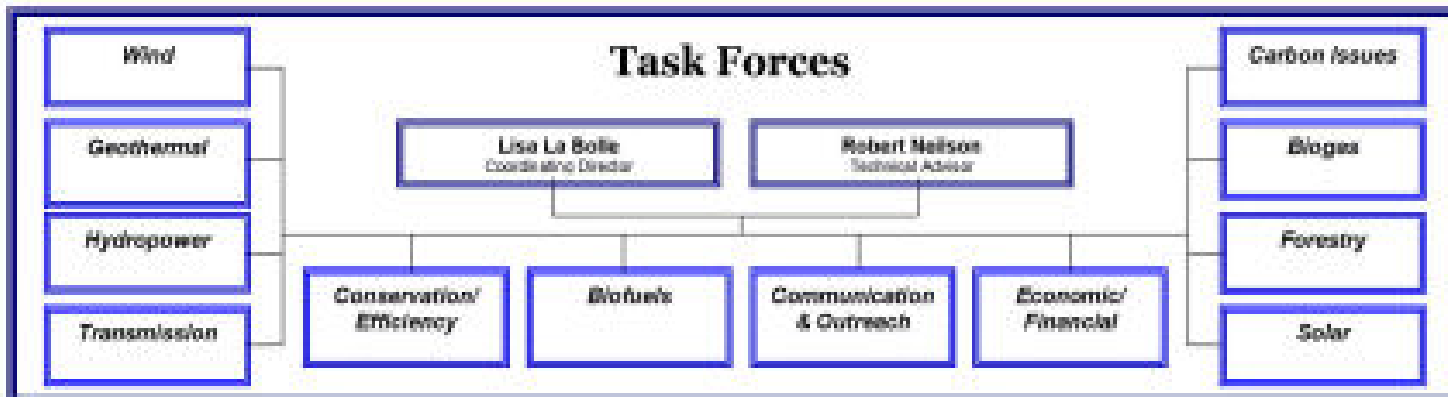 Task Forces
Wind
Geothermal
Hydropower
Transmission
Lisa La Bolle
Coordinating Director
Robert Neilson
Technical Advisor
Conservation/
Efficiency
Biofuels
Communication
& Outreach
Economic/
Financial
Carbon Issues
Biogas
Forestry
Solar